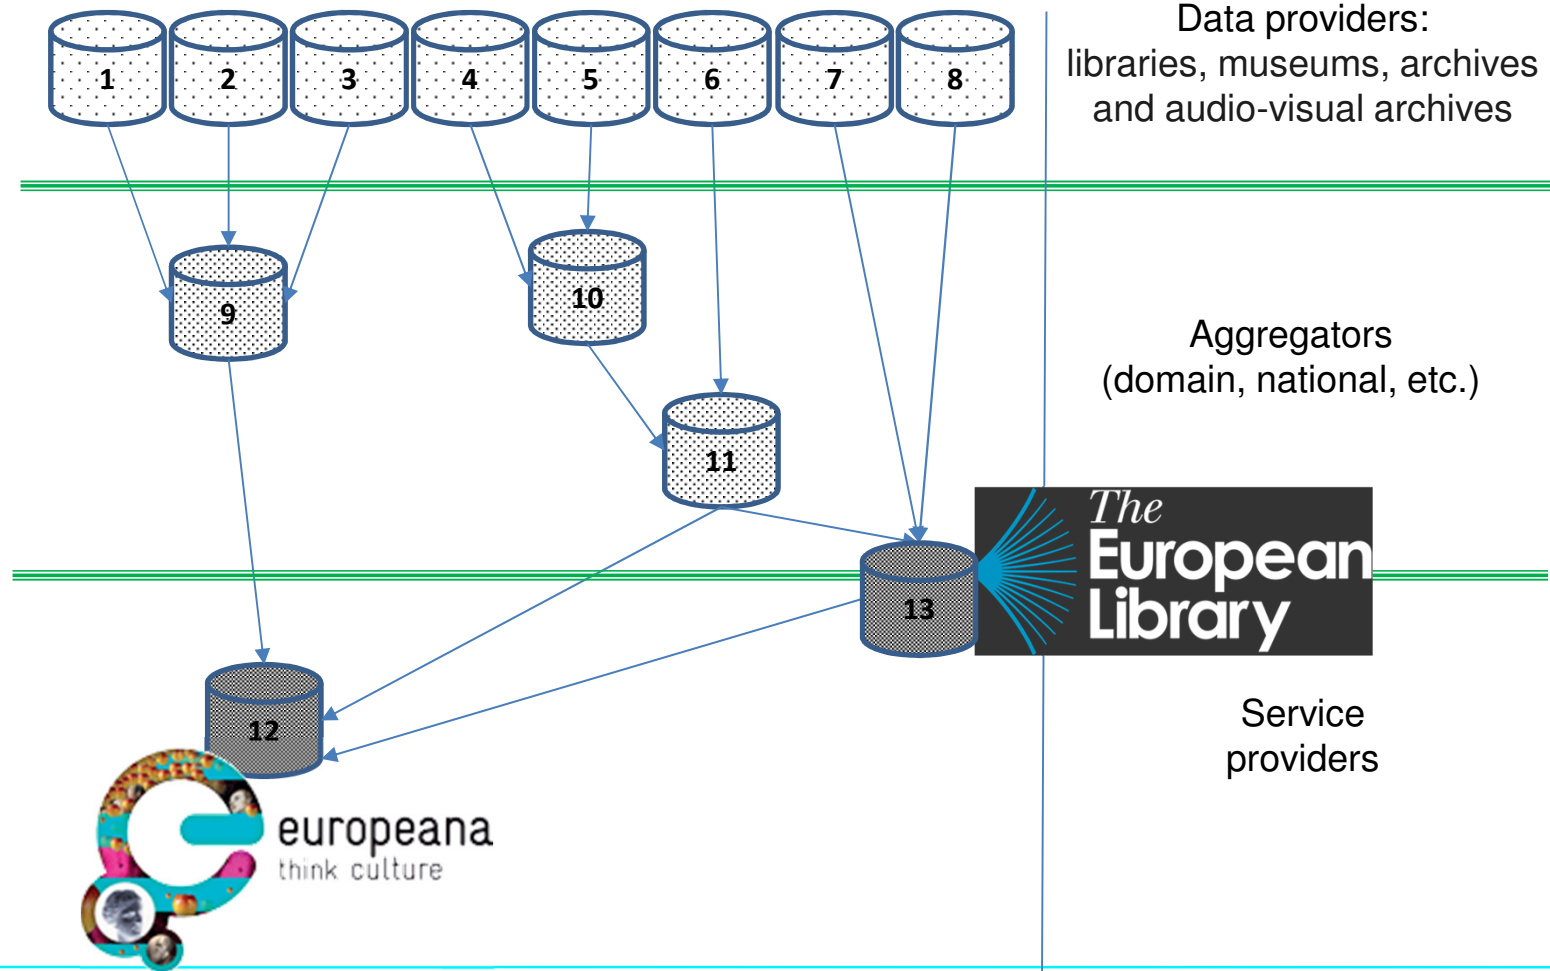 Data providers:
libraries, museums, archives
and audio-visual archives
1 2 3 4 5 6 7 8
9
10
Aggregators
(domain, national, etc.)
11
The
European
Library
13
12
Service
providers
europeana
think culture